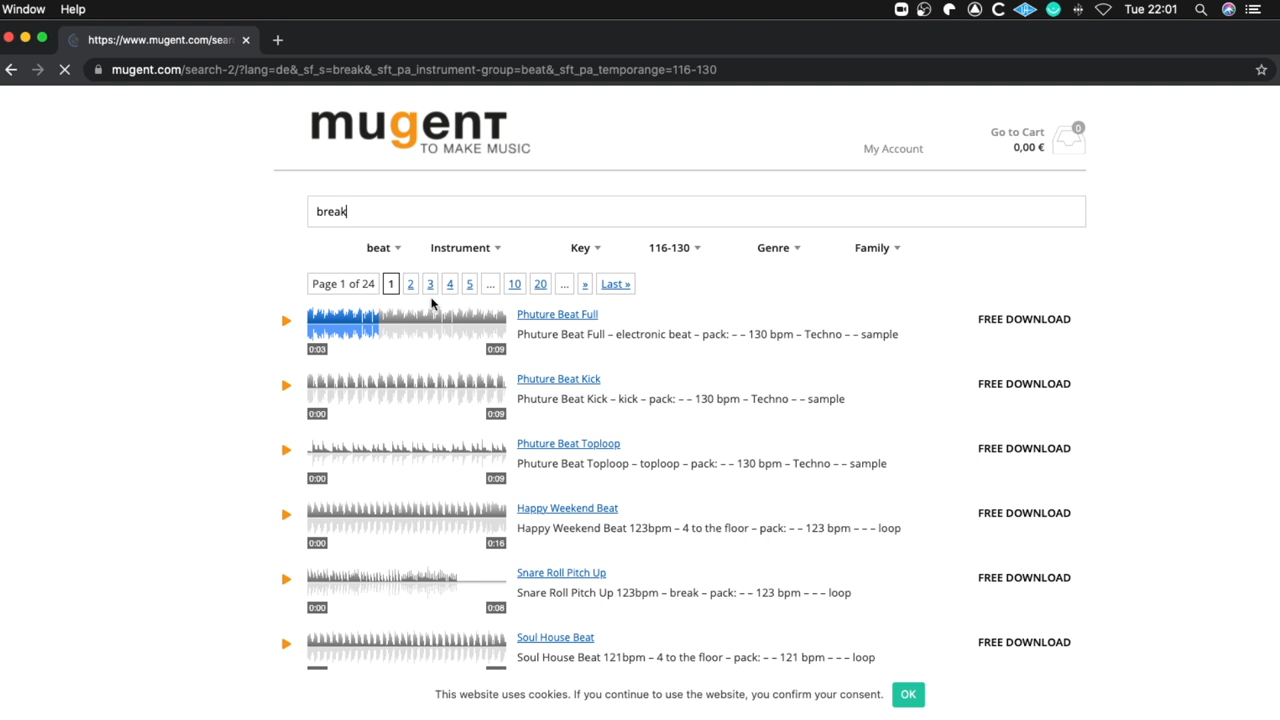 Window Help
Tue 22:01
https://www.mugent.com/sear
mugent.com/search-2/?lang=de&_sf_s=break&_sft_pa_instrument-group=beat&_sft_pa_temporange=116-130
mugent
TO MAKE MUSIC
My Account
Go to Cart
0,00 €
0
break
beat Instrument Key 116-130 Genre Family
Page 1 of 24 1 2 3 4 5 ... 10 20 ... » Last »
Phuture Beat Full
Phuture Beat Full – electronic beat – pack: – – 130 bpm – Techno – sample
FREE DOWNLOAD
0:03 0:09
Phuture Beat Kick
Phuture Beat Kick – kick – pack: – – 130 bpm – Techno – – sample
FREE DOWNLOAD
0:00 0:09
Phuture Beat Toploop
Phuture Beat Toploop – toploop – pack: – – 130 bpm – Techno – – sample
FREE DOWNLOAD
0:00 0:09
Happy Weekend Beat
Happy Weekend Beat 123bpm – 4 to the floor – pack: – – 123 bpm – – – loop
FREE DOWNLOAD
0:00 0:16
Snare Roll Pitch Up
Snare Roll Pitch Up 123bpm – break – pack: – – 123 bpm – – – loop
FREE DOWNLOAD
0:00 0:08
Soul House Beat
Soul House Beat 121bpm – 4 to the floor – pack: – – 121 bpm – – – loop
FREE DOWNLOAD
This website uses cookies. If you continue to use the website, you confirm your consent. OK